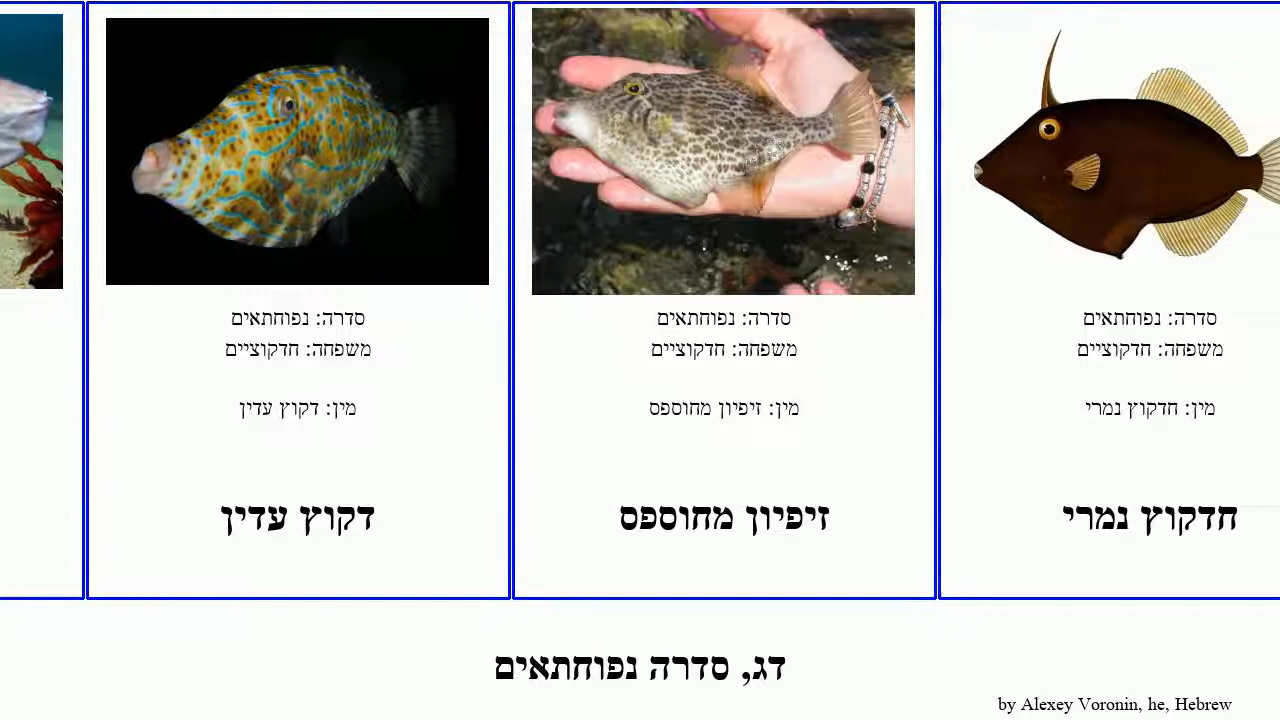 סדרה: נפוחתאים
משפחה: חדקוציים
מין: דקוץ עדין
דקוץ עדין
סדרה: נפוחתאים
משפחה: חדקוציים
מין: זיפיון מחוספס
זיפיון מחוספס
סדרה: נפוחתאים
משפחה: חדקוציים
מין: חדקוץ נמרי
חדקוץ נמרי
דג, סדרה נפוחתאים
by Alexey Voronin, he, Hebrew